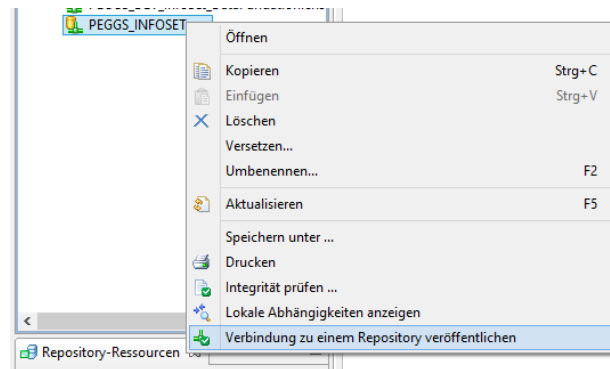 PEGGS_INFOSET
Öffnen
Kopieren Strg+C
Einfügen Strg+V
Löschen
Versetzen...
Umbenennen... F2
Aktualisieren F5
Speichern unter ...
Drucken
Integrität prüfen ...
Lokale Abhängigkeiten anzeigen
Verbindung zu einem Repository veröffentlichen
Repository-Ressourcen